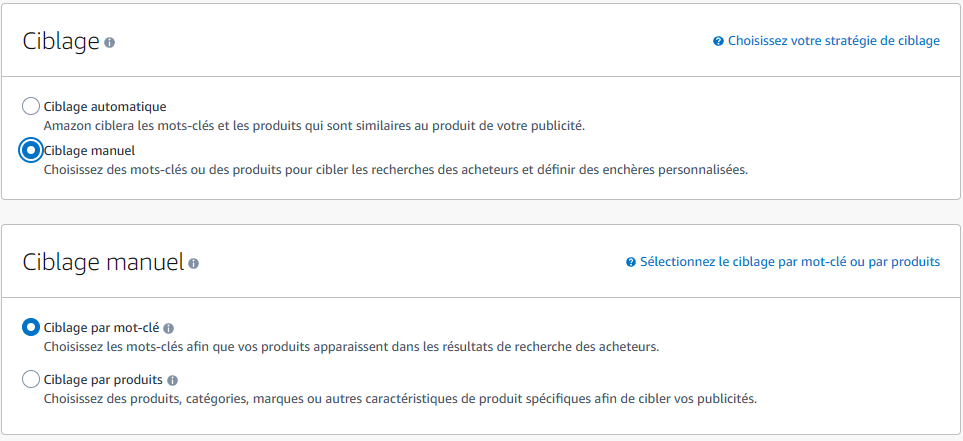 Ciblage
Choisissez votre stratégie de ciblage
Ciblage automatique
Amazon ciblera les mots-clés et les produits qui sont similaires au produit de votre publicité.
Ciblage manuel
Choisissez des mots-clés ou des produits pour cibler les recherches des acheteurs et définir des enchères personnalisées.
Ciblage manuel
Sélectionnez le ciblage par mot-clé ou par produits
Ciblage par mot-clé
Choisissez les mots-clés afin que vos produits apparaissent dans les résultats de recherche des acheteurs.
Ciblage par produits
Choisissez des produits, catégories, marques ou autres caractéristiques de produit spécifiques afin de cibler vos publicités.